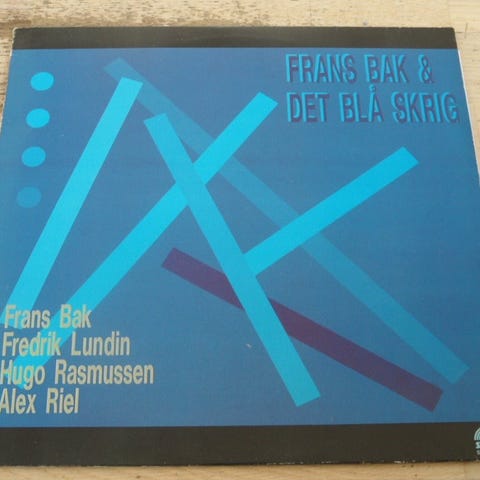 FRANS BAK &
DET BLÅ SKRIG
Frans Bak
Fredrik Lundin
Hugo Rasmussen
Alex Riel